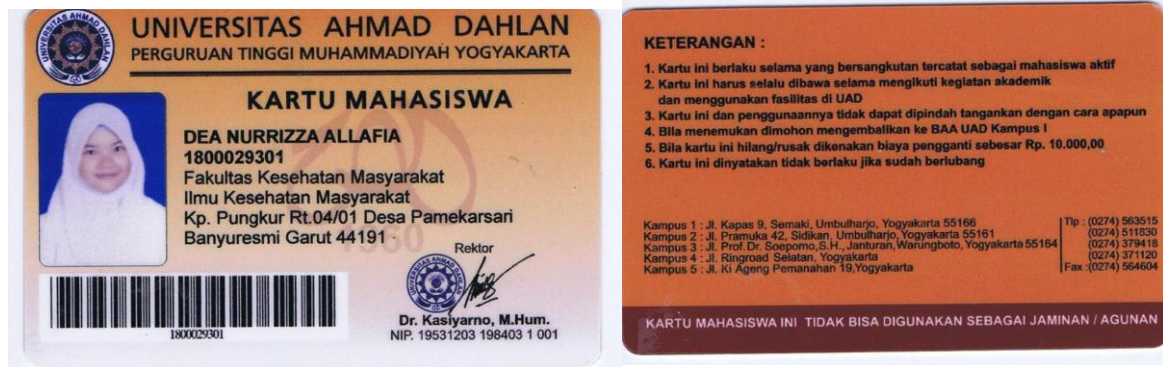 UNIVERSITAS AHMAD DAHLAN
PERGURUAN TINGGI MUHAMMADIYAH YOGYAKARTA
KARTU MAHASISWA
DEA NURRIZZA ALLAFIA
1800029301
Fakultas Kesehatan Masyarakat
Ilmu Kesehatan Masyarakat
Kp. Pungkur Rt.04/01 Desa Pamekarsari
Banyuresmi Garut 44191
1960
Rektor
UNIVERSITAS AHMAD DAHLAN
Dr. Kasiyarno, M.Hum.
NIP. 19531203 198403 1 001
1800029301
KETERANGAN :
1. Kartu ini berlaku selama yang bersangkutan tercatat sebagai mahasiswa aktif
2. Kartu ini harus selalu dibawa selama mengikuti kegiatan akademik
dan menggunakan fasilitas di UAD
3. Kartu ini dan penggunaannya tidak dapat dipindah tangankan dengan cara apapun
4. Bila menemukan dimohon mengembalikan ke BAA UAD Kampus I
5. Bila kartu ini hilang/rusak dikenakan biaya pengganti sebesar Rp. 10.000,00
6. Kartu ini dinyatakan tidak berlaku jika sudah berlubang
Kampus 1 : Jl. Kapas 9, Semaki, Umbulharjo, Yogyakarta 55166
Kampus 2 : Jl. Pramuka 42, Sidikan, Umbulharjo, Yogyakarta 55161
Kampus 3 : Jl. Prof. Dr. Soepomo,S.H., Janturan,Warungboto, Yogyakarta 55164
Kampus 4 : Jl. Ringroad Selatan, Yogyakarta
Kampus 5 : Jl. Ki Ageng Pemanahan 19,Yogyakarta
Tlp : (0274) 563515
(0274) 511830
(0274) 379418
(0274) 371120
Fax :(0274) 564604
KARTU MAHASISWA INI TIDAK BISA DIGUNAKAN SEBAGAI JAMINAN / AGUNAN